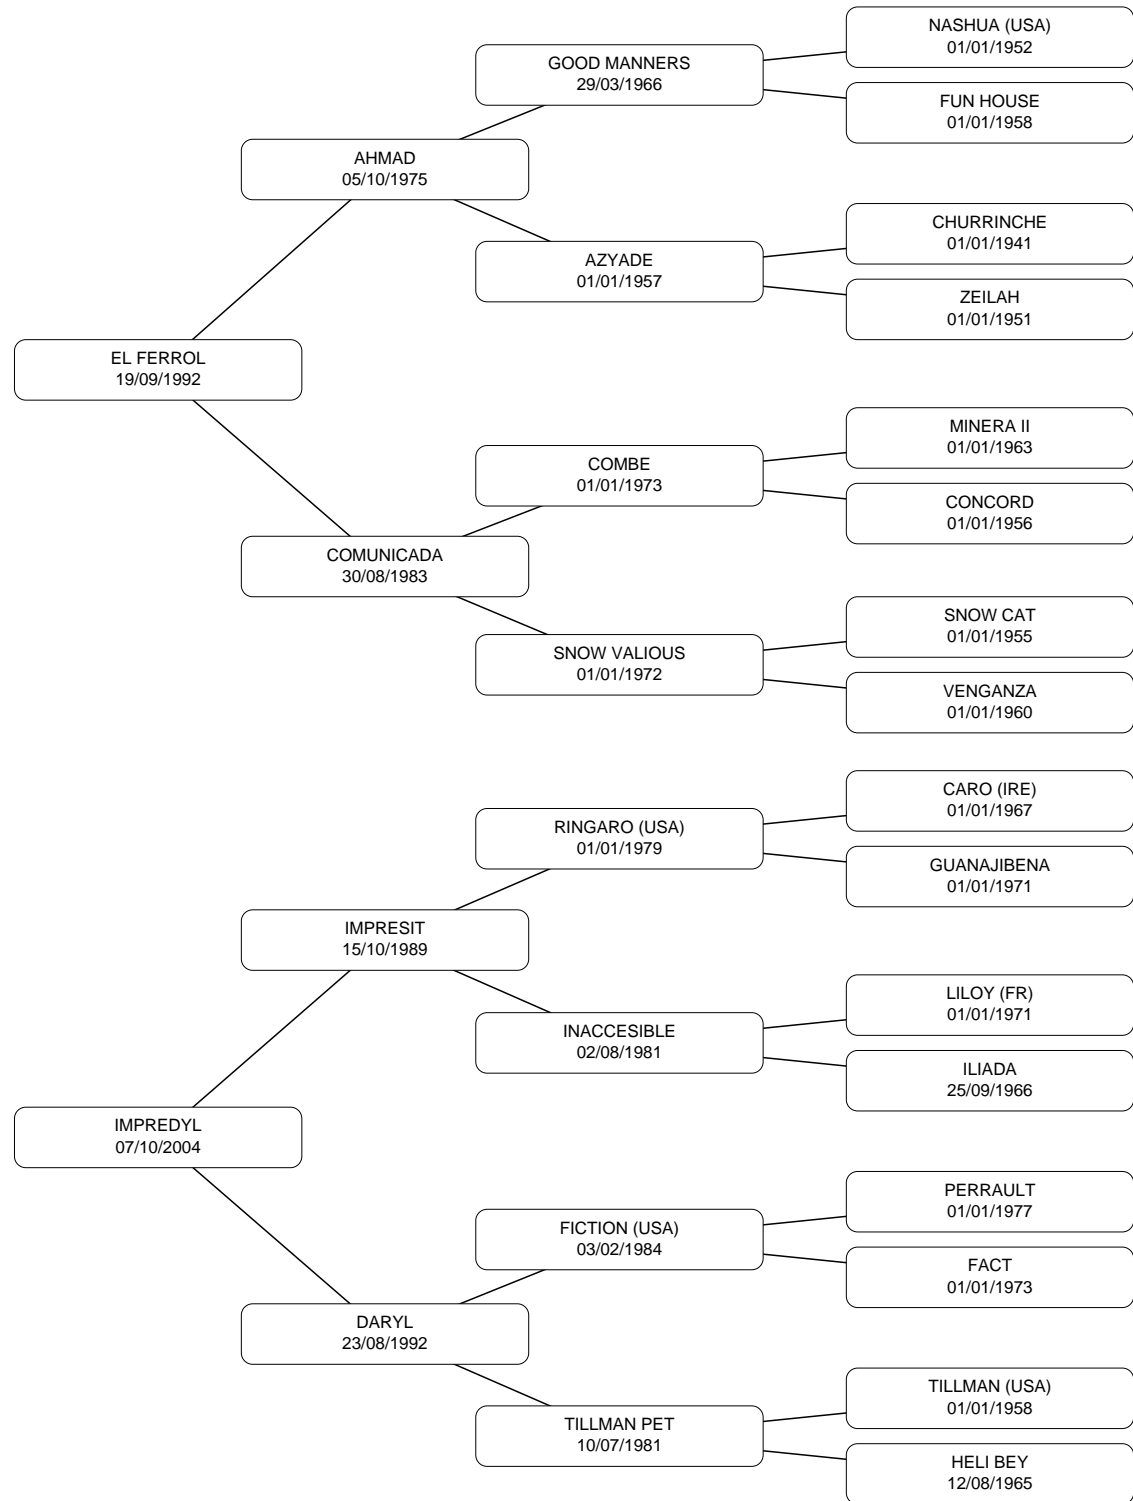 NASHUA (USA)
01/01/1952
GOOD MANNERS
29/03/1966
FUN HOUSE
01/01/1958
AHMAD
05/10/1975
CHURRINCHE
01/01/1941
AZYADE
01/01/1957
ZEILAH
01/01/1951
EL FERROL
19/09/1992
MINERA II
01/01/1963
COMBE
01/01/1973
CONCORD
01/01/1956
COMUNICADA
30/08/1983
SNOW CAT
01/01/1955
SNOW VALIOUS
01/01/1972
VENGANZA
01/01/1960
CARO (IRE)
01/01/1967
RINGARO (USA)
01/01/1979
GUANAJIBENA
01/01/1971
IMPRESIT
15/10/1989
LILOY (FR)
01/01/1971
INACCESIBLE
02/08/1981
ILIADA
25/09/1966
IMPREDYL
07/10/2004
PERRAULT
01/01/1977
FICTION (USA)
03/02/1984
FACT
01/01/1973
DARYL
23/08/1992
TILLMAN (USA)
01/01/1958
TILLMAN PET
10/07/1981
HELI BEY
12/08/1965